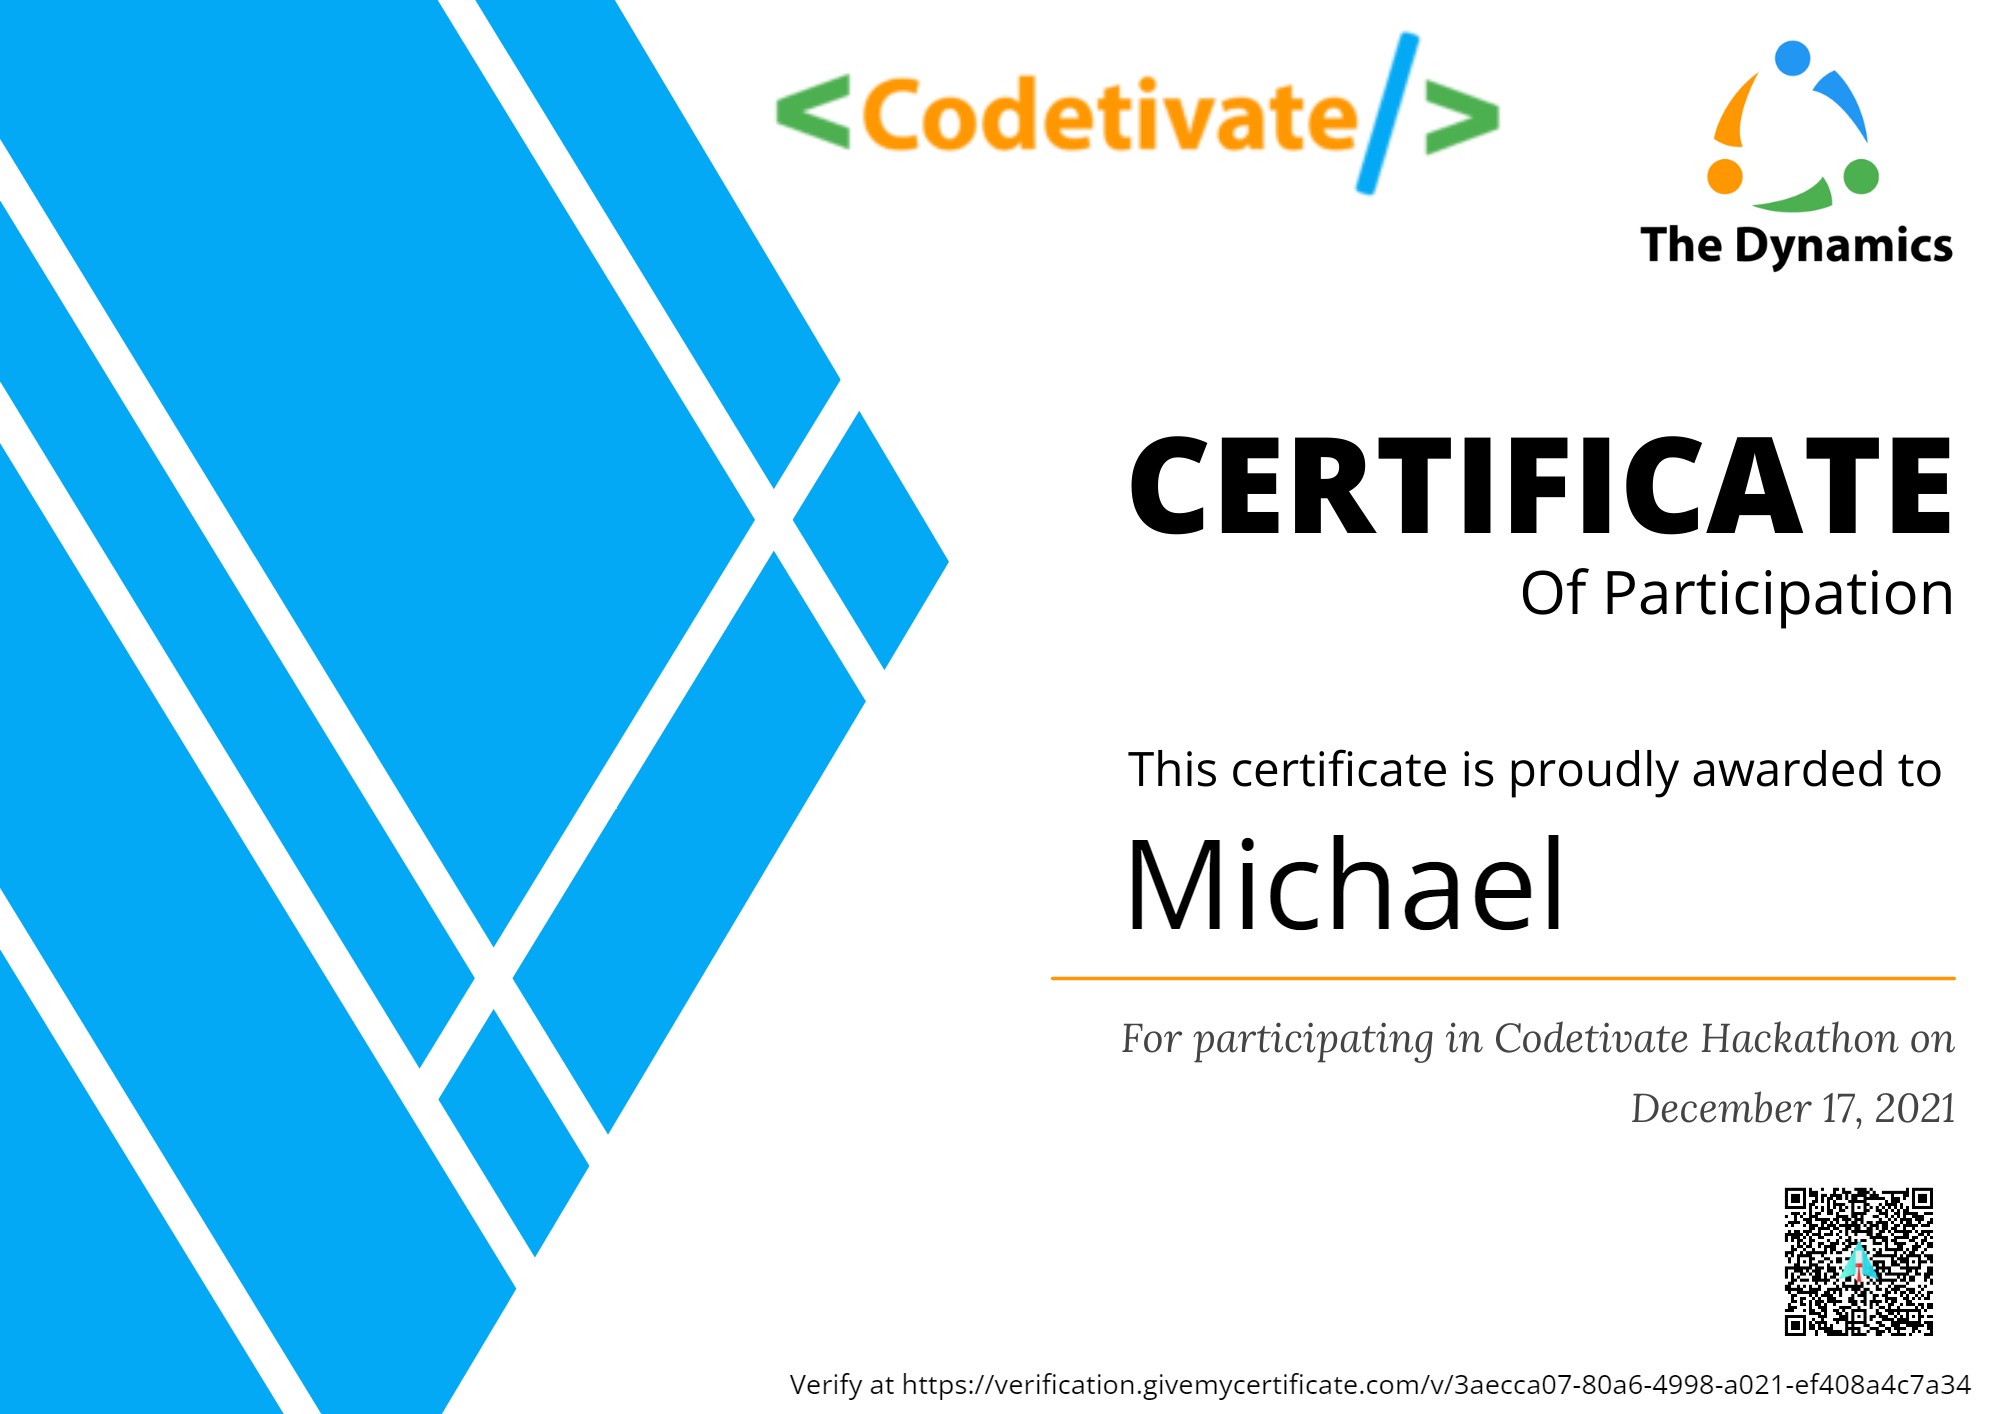 <Codetivate/>
The Dynamics
CERTIFICATE
Of Participation
This certificate is proudly awarded to
Michael
For participating in Codetivate Hackathon on
December 17, 2021
Verify at https://verification.givemycertificate.com/v/3aecca07-80a6-4998-a021-ef408a4c7a34